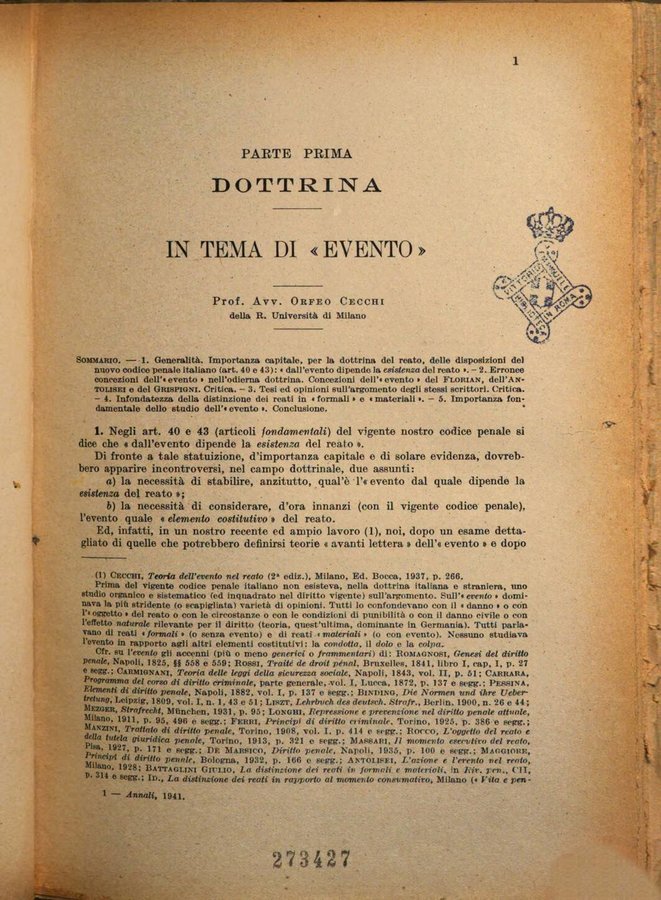 1
PARTE PRIMA
DOTTRINA
IN TEMA DI « EVENTO »
Prof. Avv. Orfeo Cecchi
della R. Università di Milano
VITTORIO EMANUELE
BIBLIOTECA
IN ROMA
Sommario. — 1. Generalità. Importanza capitale, per la dottrina del reato, delle disposizioni del
nuovo codice penale italiano (art. 40 e 43): « dall'evento dipende la esistenza del reato ». – 2. Erronee
concezioni dell'« evento » nell'odierna dottrina. Concezioni dell'« evento » del Florian, dell'An-
tolisei e del Grispigni. Critica. – 3. Tesi ed opinioni sull'argomento degli stessi scrittori. Critica.
– 4. Infondatezza della distinzione dei reati in « formali » e « materiali ». – 5. Importanza fon-
damentale dello studio dell'« evento ». Conclusione.
1. Negli art. 40 e 43 (articoli fondamentali) del vigente nostro codice penale si
dice che « dall'evento dipende la esistenza del reato ».
Di fronte a tale statuizione, d'importanza capitale e di solare evidenza, dovreb-
bero apparire incontroversi, nel campo dottrinale, due assunti:
a) la necessità di stabilire, anzitutto, qual'è l'« evento dal quale dipende la
esistenza del reato »;
b) la necessità di considerare, d'ora innanzi (con il vigente codice penale),
l'evento quale « elemento costitutivo » del reato.
Ed, infatti, in un nostro recente ed ampio lavoro (1), noi, dopo un esame detta-
gliato di quelle che potrebbero definirsi teorie « avanti lettera » dell'« evento » e dopo
(1) Cecchi, Teoria dell'evento nel reato (2ª ediz.), Milano, Ed. Bocca, 1937, p. 266.
Prima del vigente codice penale italiano non esisteva, nella dottrina italiana e straniera, uno
studio organico e sistematico (ed inquadrato nel diritto vigente) sull'argomento. Sull'« evento » domi-
nava la più stridente (o scapigliata) varietà di opinioni. Tutti lo confondevano con il « danno » o con
l'« oggetto » del reato o con le circostanze o con le condizioni di punibilità o con il danno civile o con
l'effetto naturale rilevante per il diritto (teoria, quest'ultima, dominante in Germania). Tutti parla-
vano di reati « formali » (o senza evento) e di reati « materiali » (o con evento). Nessuno studiava
l'evento in rapporto agli altri elementi costitutivi: la condotta, il dolo e la colpa.
Cfr. su l'evento gli accenni (più o meno generici o frammentari) di: Romagnosi, Genesi del diritto
penale, Napoli, 1825, §§ 558 e 559; Rossi, Traité de droit pénal, Bruxelles, 1841, libro I, cap, I, p. 27
e segg.; Carmignani, Teoria delle leggi della sicurezza sociale, Napoli, 1843, vol. II, p. 51; Carrara,
Programma del corso di diritto criminale, parte generale, vol. I, Lucca, 1872, p. 137 e segg.; Pessina,
Elementi di diritto penale, Napoli, 1882, vol. I, p. 137 e segg.; Binding, Die Normen und ihre Ueber-
tretung, Leipzig, 1809, vol. I, n. 1, 43 e 51; Liszt, Lehrbuch des deutsch. Strafr., Berlin, 1900, n. 26 e 44;
Mezger, Strafrecht, München, 1931, p. 95; Longhi, Repressione e prevenzione nel diritto penale attuale,
Milano, 1911, p. 95, 496 e segg.; Ferri, Principi di diritto criminale, Torino, 1925, p. 386 e segg.;
Manzini, Trattato di diritto penale, Torino, 1908, vol. I. p. 414 e segg.; Rocco, L'oggetto del reato e
della tutela giuridica penale, Torino, 1913, p. 321 e segg.; Massari, Il momento esecutivo del reato,
Pisa, 1927, p. 171 e segg.; De Marsico, Diritto penale, Napoli, 1935, p. 100 e segg.; Maggiore,
Principi di diritto penale, Bologna, 1932, p. 166 e segg.; Antolisei, L'azione e l'evento nel reato,
Milano, 1928; Battaglini Giulio, La distinzione dei reati in formali e materiali, in Riv. pen., CII,
p. 314 e segg.; Id., La distinzione dei reati in rapporto al momento consumativo, Milano (« Vita e pen-
1 — Annali, 1941.
273427